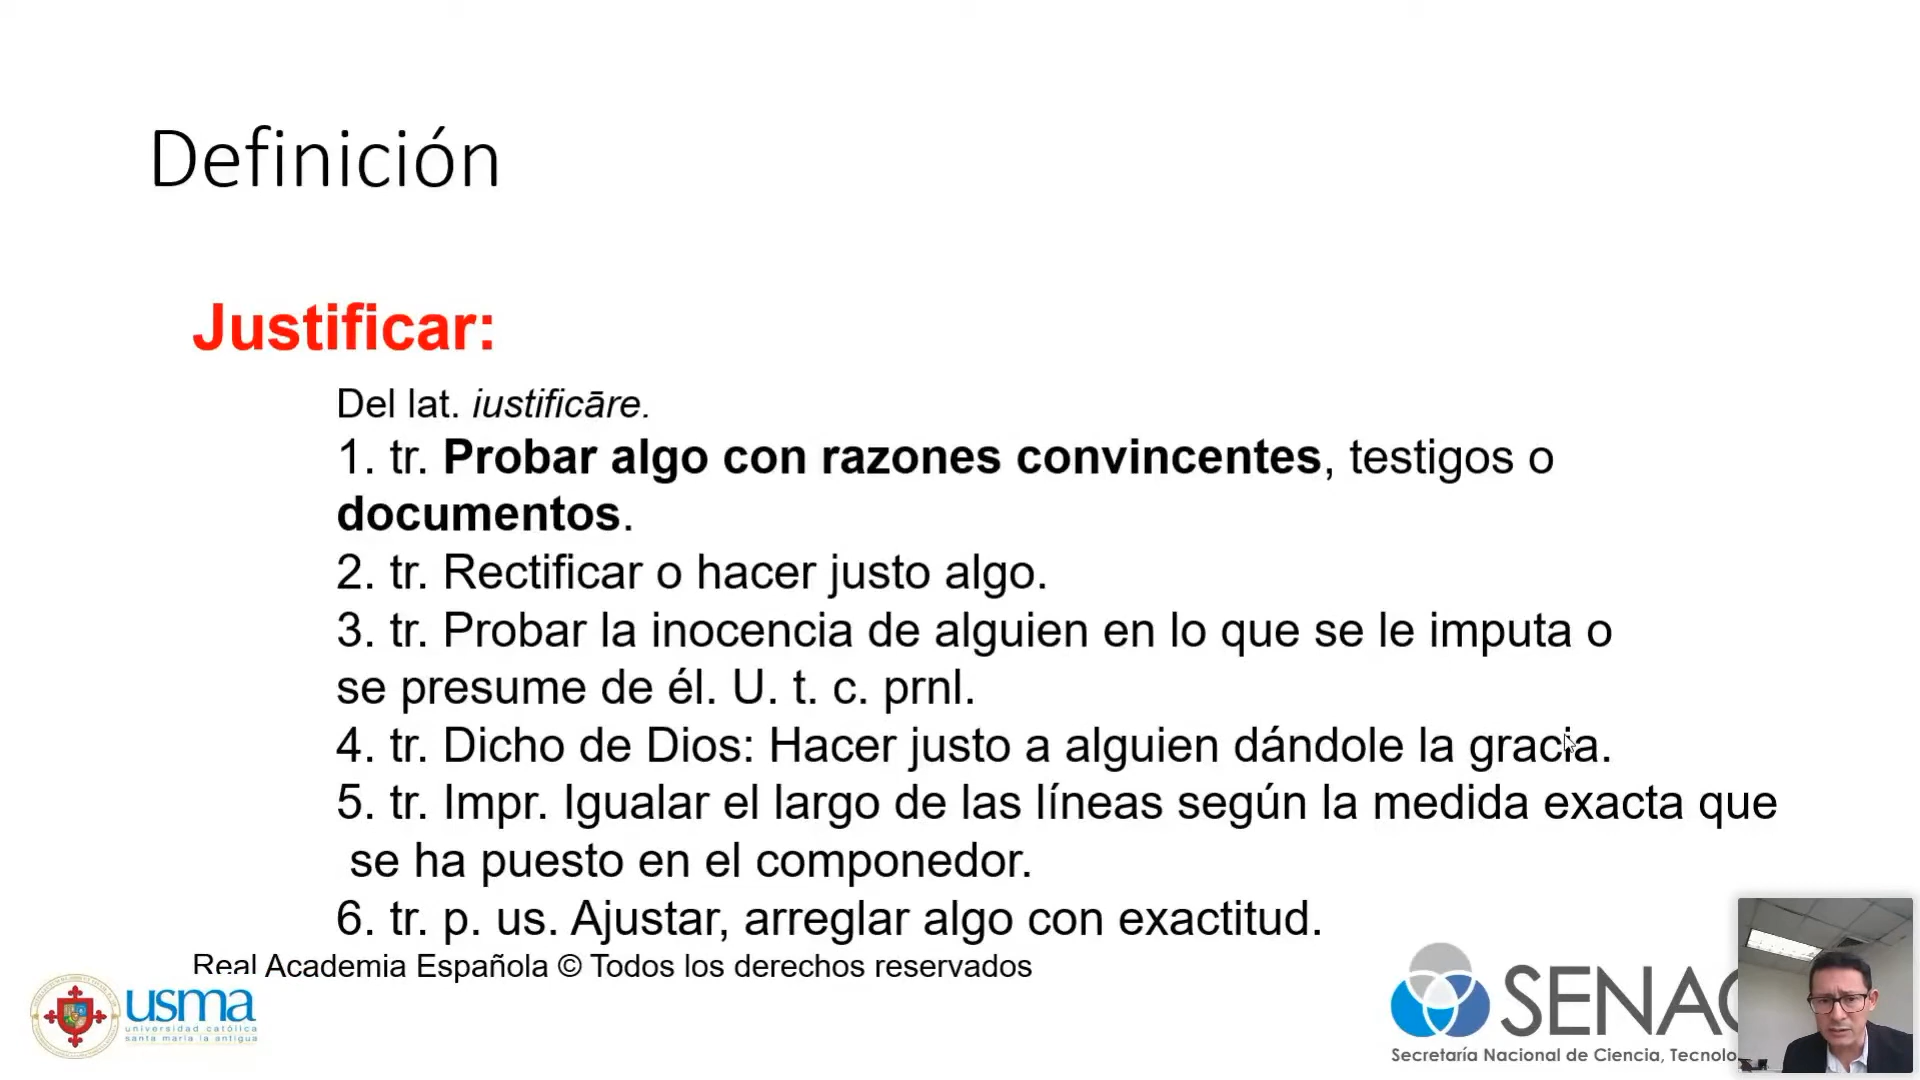 Definición
Justificar:
Del lat. iustificāre.
1. tr. Probar algo con razones convincentes, testigos o
documentos.
2. tr. Rectificar o hacer justo algo.
3. tr. Probar la inocencia de alguien en lo que se le imputa o
se presume de él. U. t. c. prnl.
4. tr. Dicho de Dios: Hacer justo a alguien dándole la gracia.
5. tr. Impr. Igualar el largo de las líneas según la medida exacta que
se ha puesto en el componedor.
6. tr. p. us. Ajustar, arreglar algo con exactitud.
Real Academia Española © Todos los derechos reservados
usma
universidad católica
santa maría la antigua
SENAC
Secretaría Nacional de Ciencia, Tecnolo